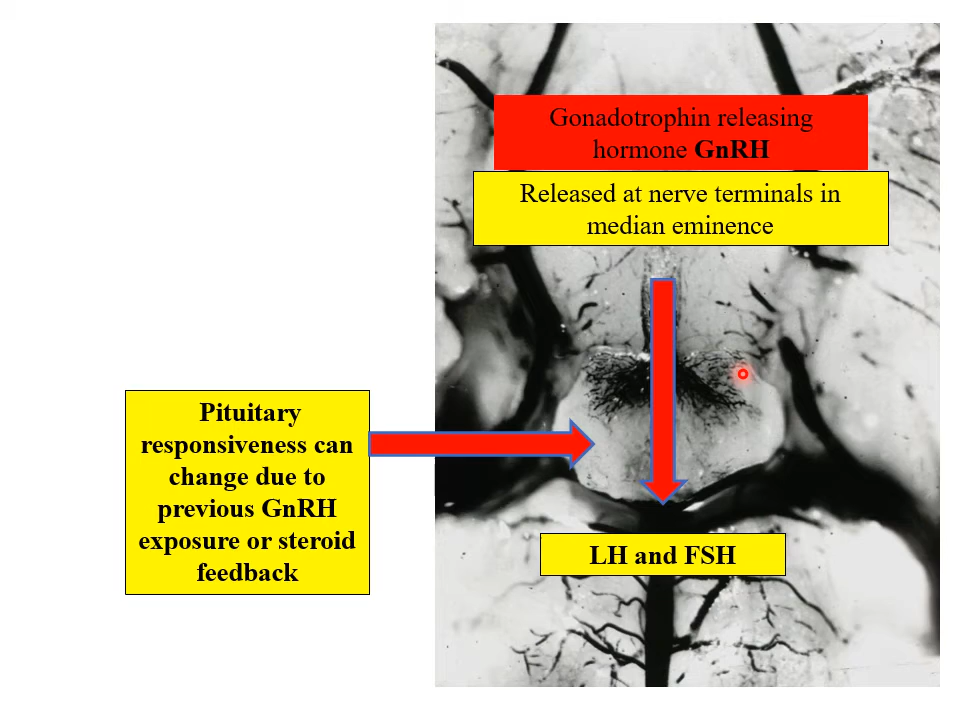 Gonadotrophin releasing
hormone GnRH
Released at nerve terminals in
median eminence
Pituitary
responsiveness can
change due to
previous GnRH
exposure or steroid
feedback
LH and FSH